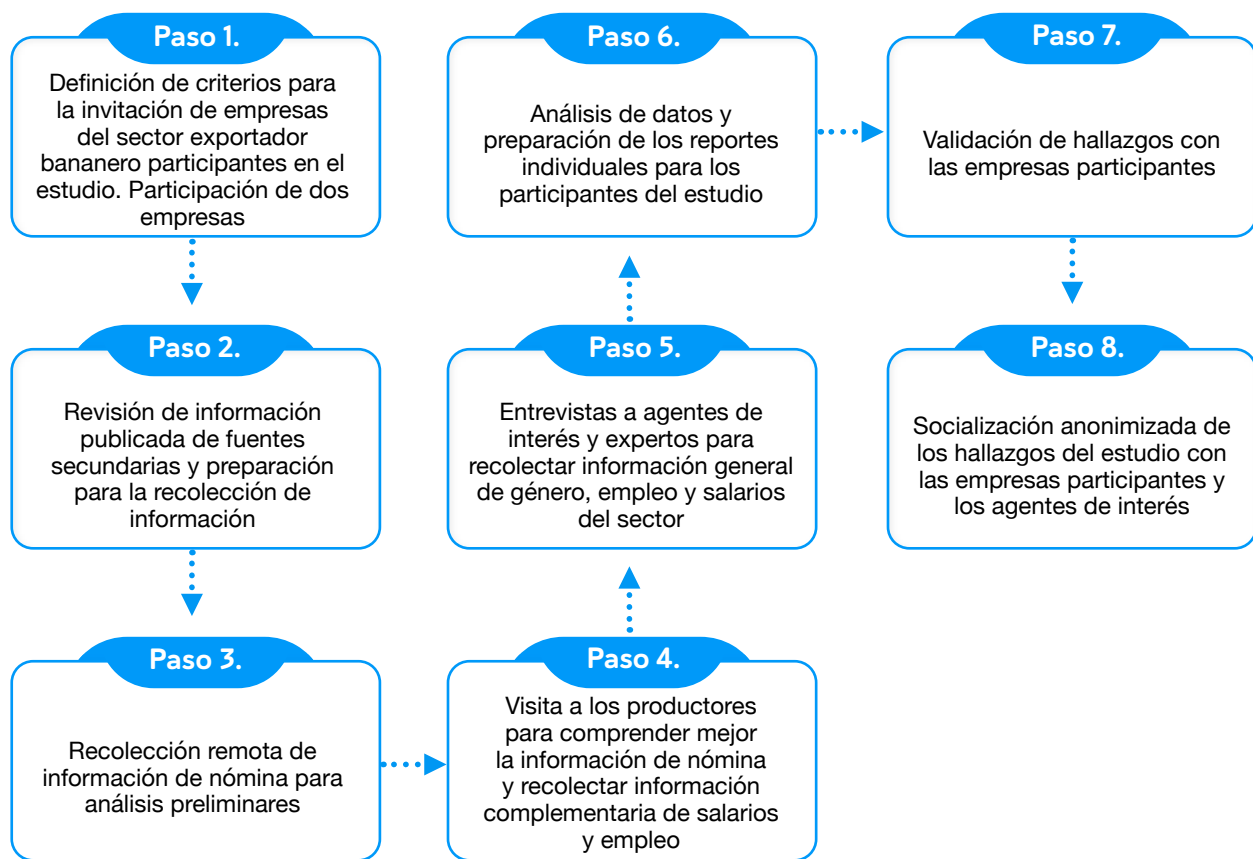 Paso 1.
Definición de criterios para
la invitación de empresas
del sector exportador
bananero participantes en el
estudio. Participación de dos
empresas
Paso 2.
Revisión de información
publicada de fuentes
secundarias y preparación
para la recolección de
información
Paso 3.
Recolección remota de
información de nómina para
análisis preliminares
Paso 4.
Visita a los productores
para comprender mejor
la información de nómina
y recolectar información
complementaria de salarios
y empleo
Paso 5.
Entrevistas a agentes de
interés y expertos para
recolectar información general
de género, empleo y salarios
del sector
Paso 6.
Análisis de datos y
preparación de los reportes
individuales para los
participantes del estudio
Paso 7.
Validación de hallazgos con
las empresas participantes
Paso 8.
Socialización anonimizada de
los hallazgos del estudio con
las empresas participantes y
los agentes de interés